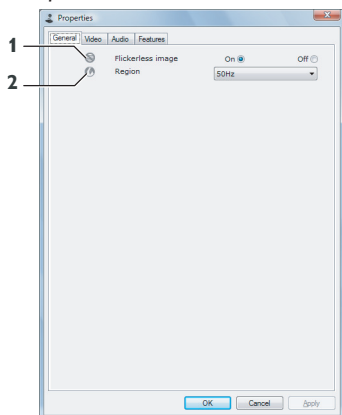 Properties
General Video Audio Features
1 Flickerless image On Off
2 Region 50Hz
OK Cancel Apply